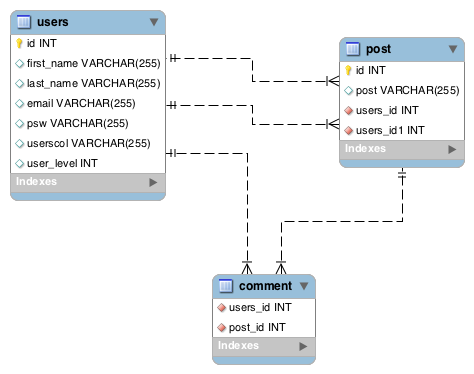 users
id INT
first_name VARCHAR(255)
last_name VARCHAR(255)
email VARCHAR(255)
psw VARCHAR(255)
userscol VARCHAR(255)
user_level INT
Indexes
post
id INT
post VARCHAR(255)
users_id INT
users_id1 INT
Indexes
comment
users_id INT
post_id INT
Indexes